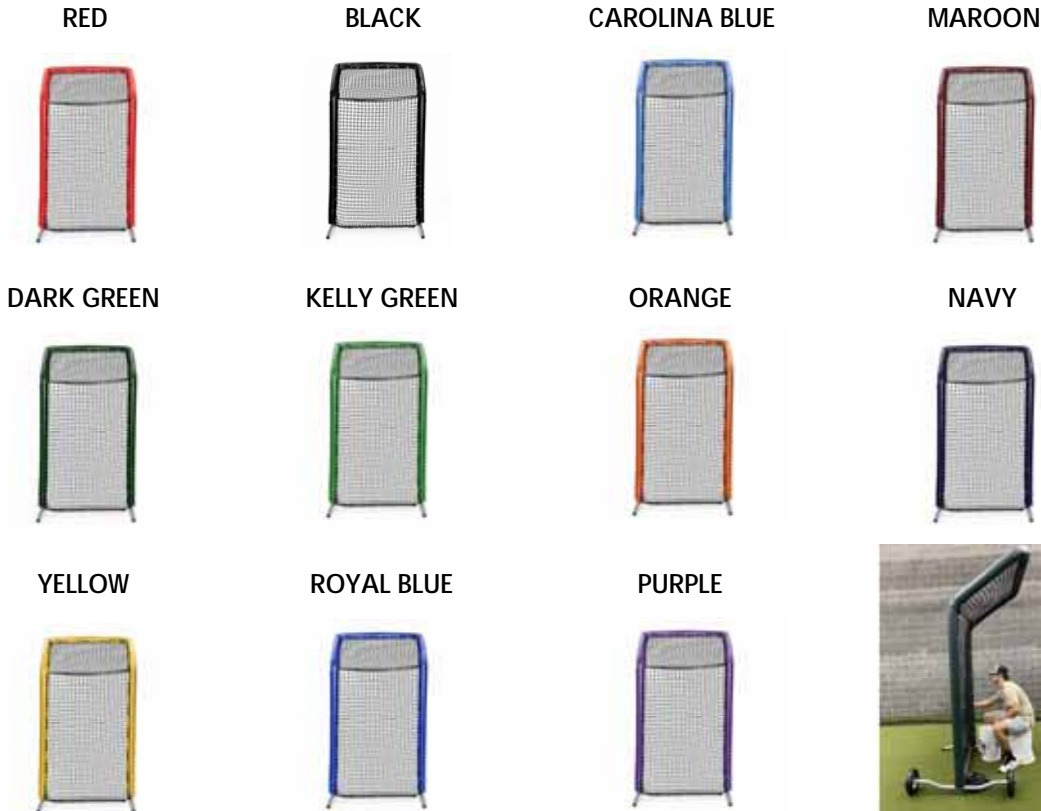 RED
BLACK
CAROLINA BLUE
MAROON
DARK GREEN
KELLY GREEN
ORANGE
NAVY
YELLOW
ROYAL BLUE
PURPLE